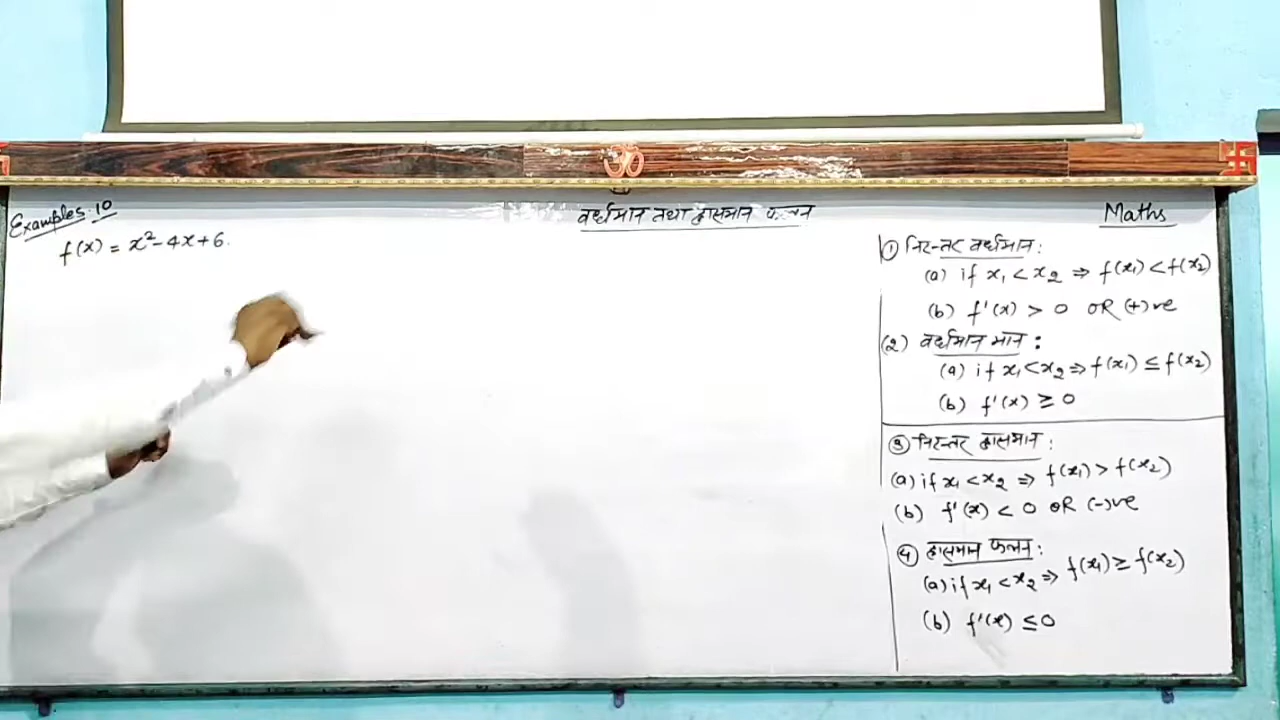 Examples:10
f(x) = x²-4x+6.
वर्धमान तथा ह्रासमान फलन
Maths
① निरन्तर वर्धमान:
(a) if x₁ < x₂ ⇒ f(x₁) < f(x₂)
(b) f'(x) > 0 OR (+)ve
(2) वर्धमान मान :
(a) if x₁ < x₂ ⇒ f(x₁) ≤ f(x₂)
(b) f'(x) ≥ 0
③ निरन्तर ह्रासमान:
(a) if x₁ < x₂ ⇒ f(x₁) > f(x₂)
(b) f'(x) < 0 OR (-)ve
④ ह्रासमान फलन:
(a) if x₁ < x₂ ⇒ f(x₁) ≥ f(x₂)
(b) f'(x) ≤ 0